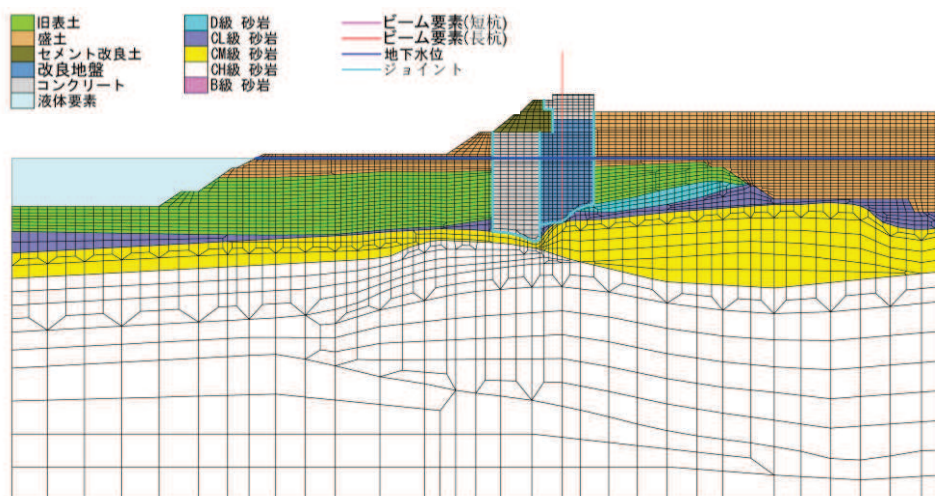 旧表土
盛土
セメント改良土
改良地盤
コンクリート
液体要素
D級 砂岩
CL級 砂岩
CM級 砂岩
CH級 砂岩
B級 砂岩
ビーム要素(短杭)
ビーム要素(長杭)
地下水位
ジョイント